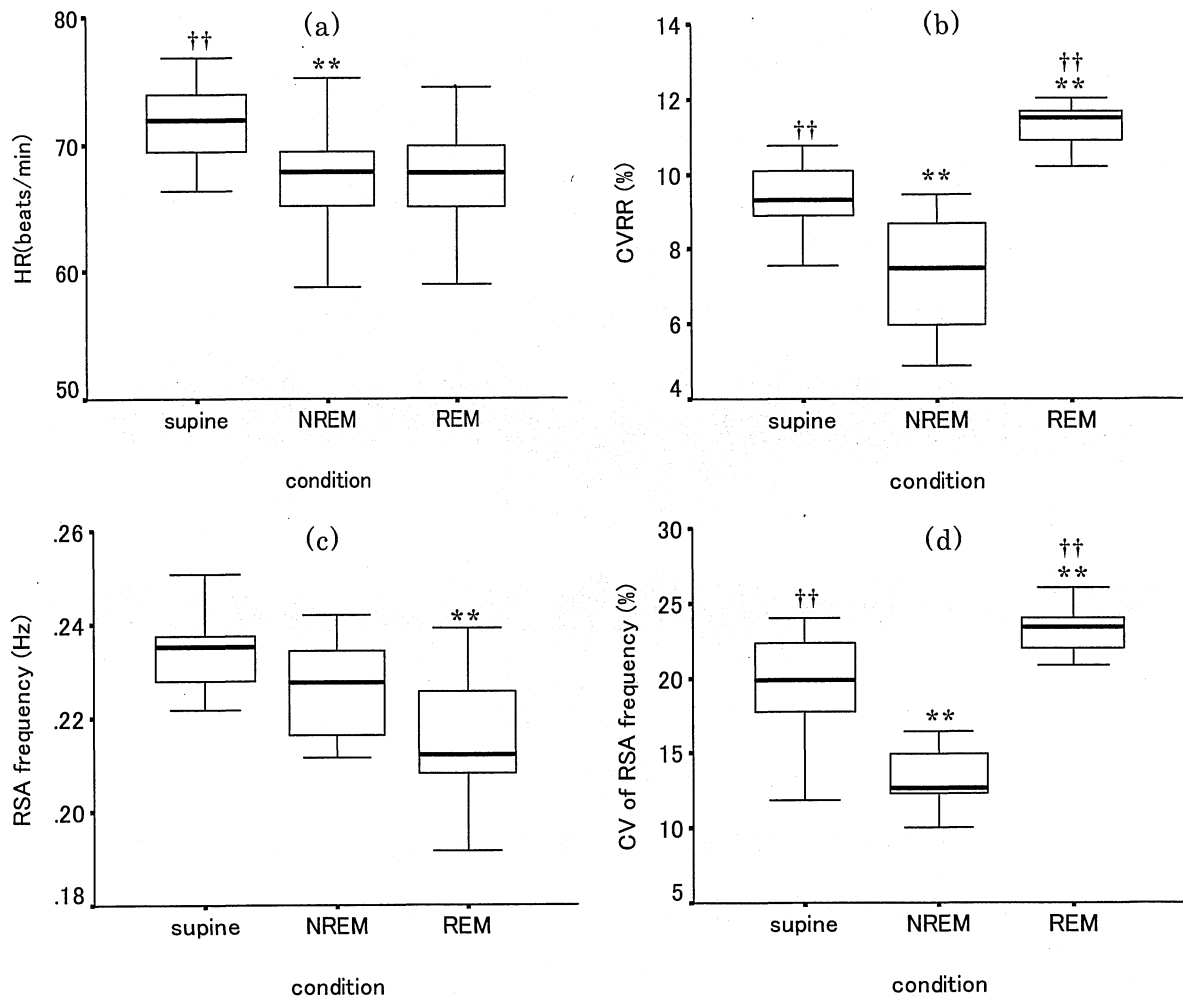 (a)
80
70
60
50
HR(beats/min)
††
**
supine NREM REM
condition
(b)
14
12
10
8
6
4
CVRR (%)
††
**
††
**
supine NREM REM
condition
(c)
.26
.24
.22
.20
.18
RSA frequency (Hz)
**
supine NREM REM
condition
(d)
30
25
20
15
10
5
CV of RSA frequency (%)
††
**
††
**
supine NREM REM
condition